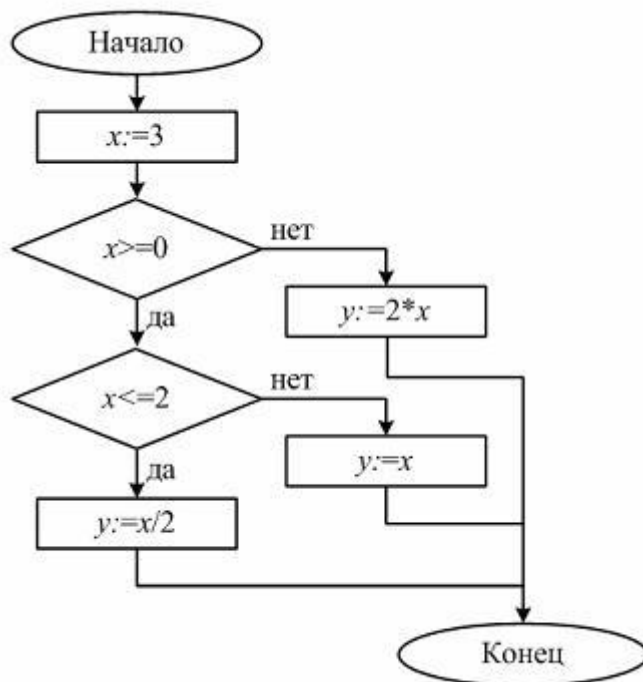 Начало
x:=3
x>=0
нет
y:=2*x
да
x<=2
нет
y:=x
да
y:=x/2
Конец